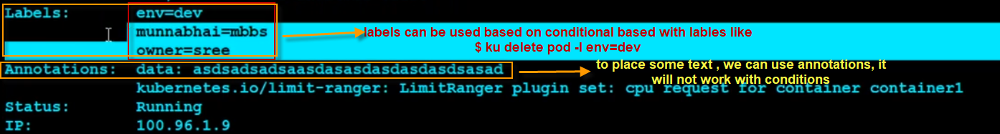 Labels: env=dev
munnabhai=mbbs
owner=sree
labels can be used based on conditional based with lables like
$ ku delete pod -l env=dev
Annotations: data: asdsadsadsaasdasasdasdasdasdsasad
to place some text , we can use annotations, it
will not work with conditions
kubernetes.io/limit-ranger: LimitRanger plugin set: cpu request for container container1
Status: Running
IP: 100.96.1.9